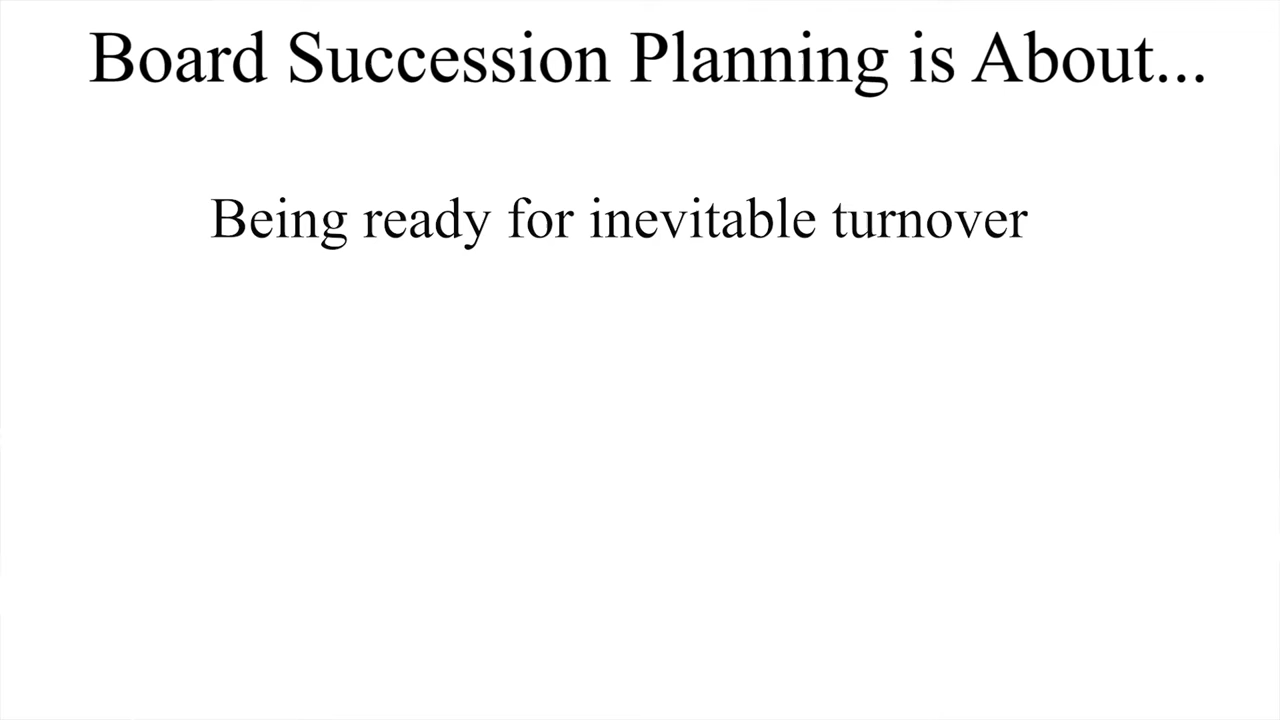 Board Succession Planning is About...
Being ready for inevitable turnover